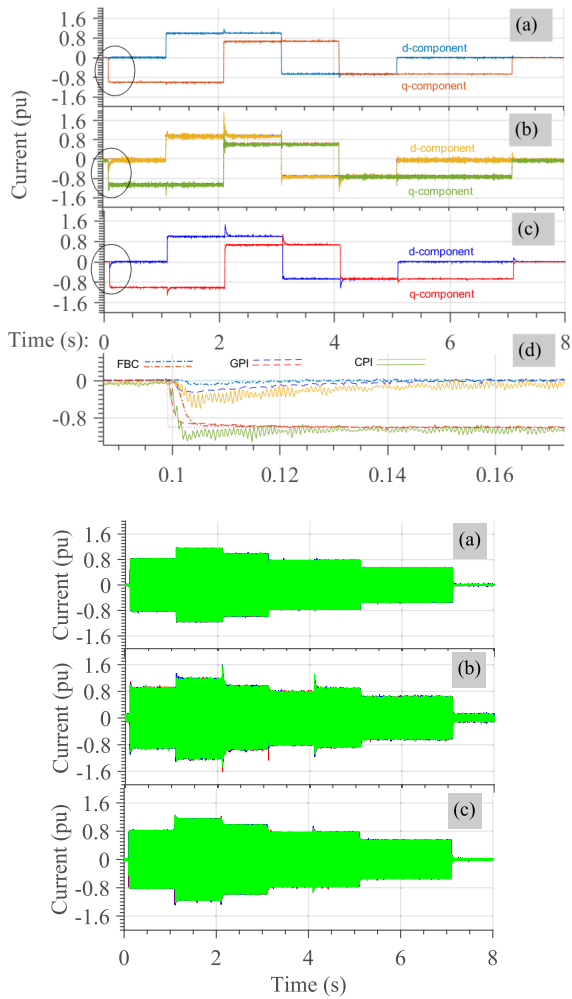 1.6
0.8
0
-0.8
-1.6
(a)
d-component
q-component
Current (pu)
1.6
0.8
0
-0.8
-1.6
(b)
d-component
q-component
1.6
0.8
0
-0.8
-1.6
(c)
d-component
q-component
Time (s):
0 2 4 6 8
(d)
FBC GPI CPI
0
-0.8
0.1 0.12 0.14 0.16
Current (pu)
1.6
0.8
0
-0.8
-1.6
(a)
Current (pu)
1.6
0.8
0
-0.8
-1.6
(b)
Current (pu)
1.6
0.8
0
-0.8
-1.6
(c)
0 2 4 6 8
Time (s)